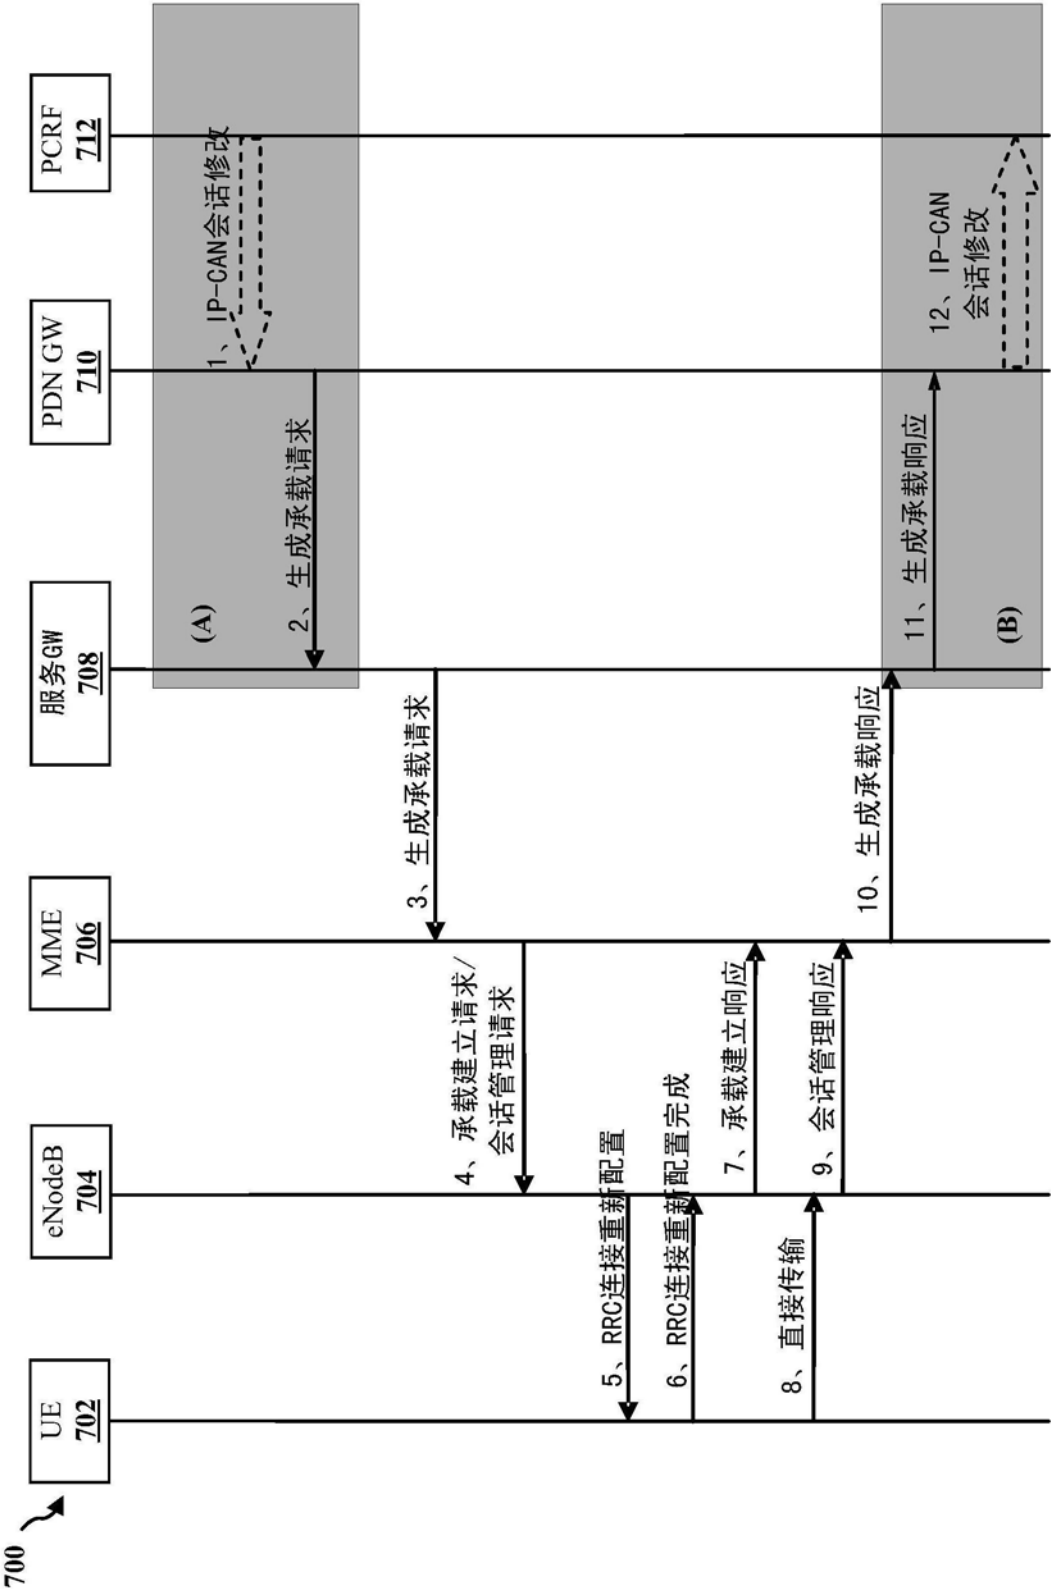 700
UE
702
eNodeB
704
MME
706
服务GW
708
PDN GW
710
PCRF
712
1、IP-CAN会话修改
(A)
2、生成承载请求
3、生成承载请求
4、承载建立请求/
会话管理请求
5、RRC连接重新配置
6、RRC连接重新配置完成
7、承载建立响应
8、直接传输
9、会话管理响应
10、生成承载响应
11、生成承载响应
12、IP-CAN
会话修改
(B)